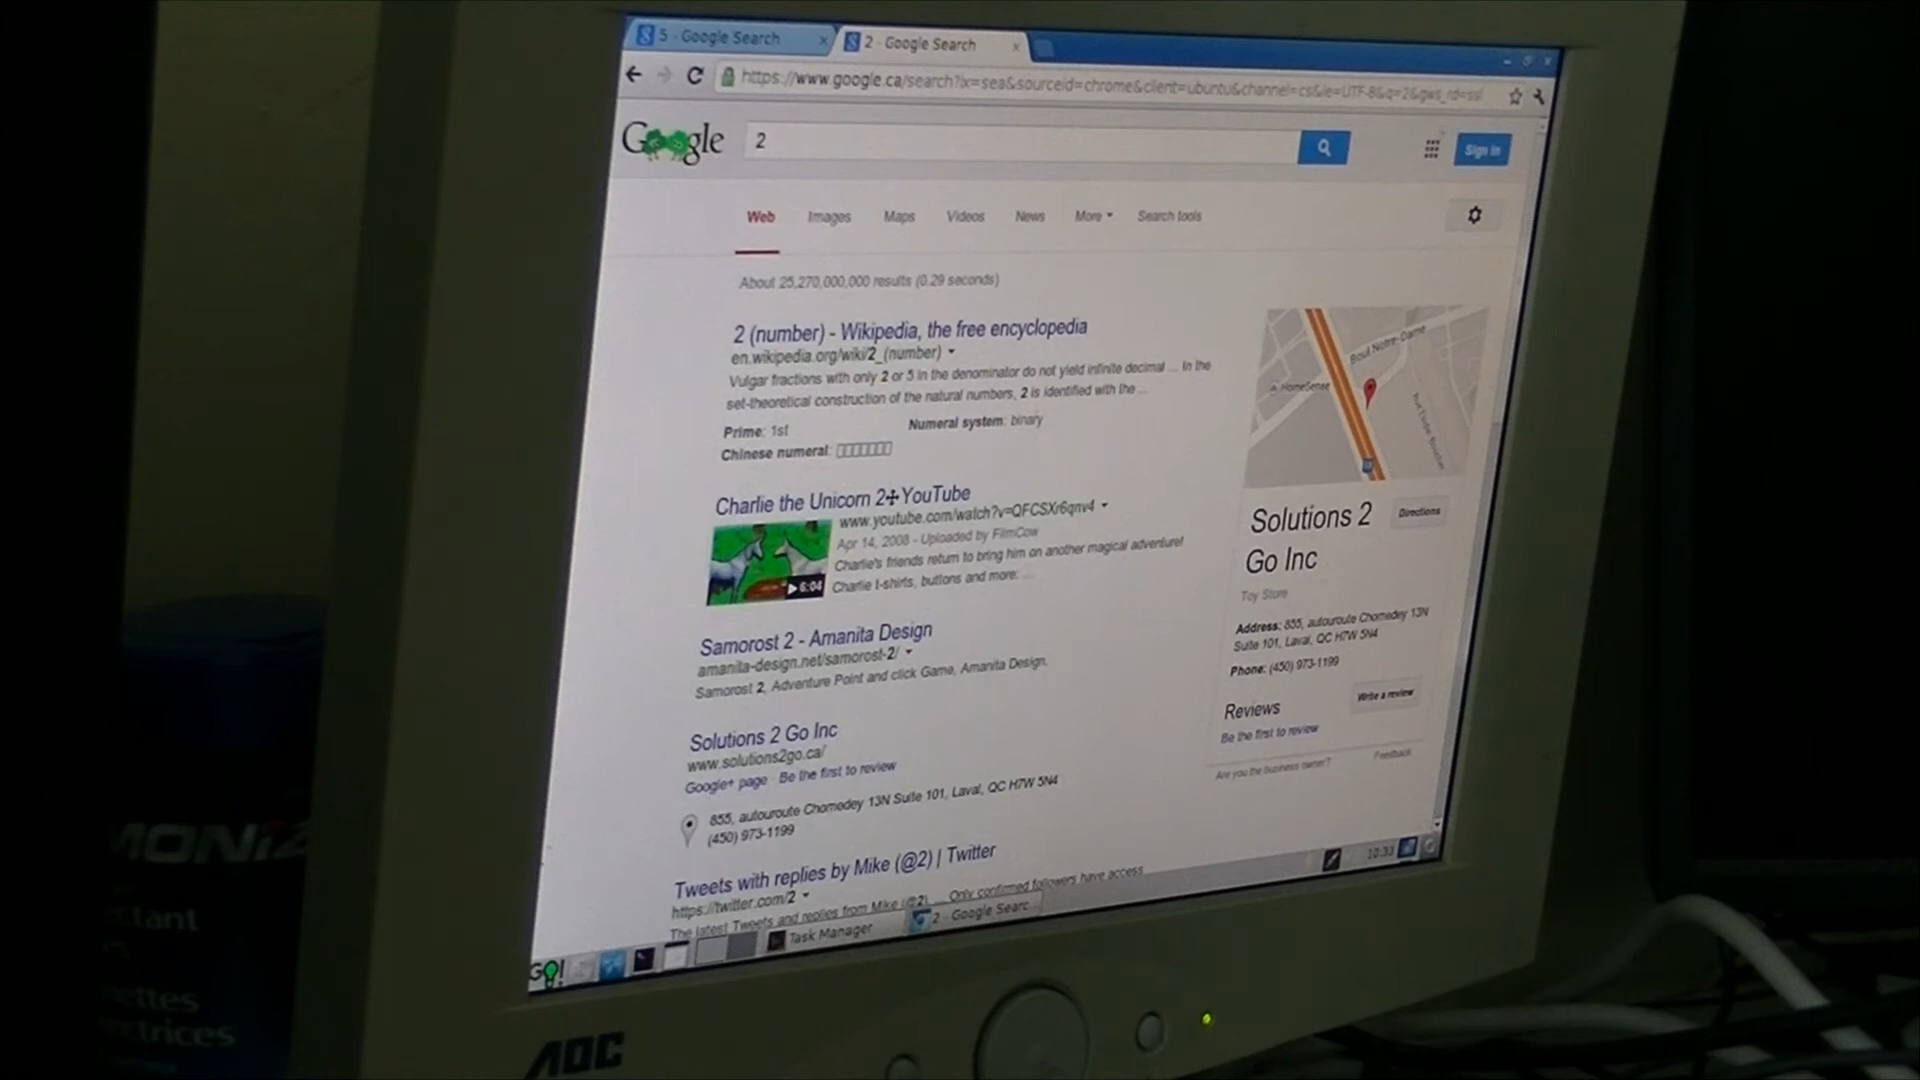 5 - Google Search
2 - Google Search
https://www.google.ca/search?ix=sea&sourceid=chrome&client=ubuntu&channel=cs&ie=UTF-8&q=2&gws_rd=ssl
Google
2
Sign in
Web Images Maps Videos News More Search tools
About 25,270,000,000 results (0.29 seconds)
2 (number) - Wikipedia, the free encyclopedia
en.wikipedia.org/wiki/2_(number)
Vulgar fractions with only 2 or 5 in the denominator do not yield infinite decimal ... In the
set-theoretical construction of the natural numbers, 2 is identified with the ...
Prime: 1st Numeral system: binary
Chinese numeral:
Charlie the Unicorn 2 YouTube
www.youtube.com/watch?v=QFCSXr6qnv4
Apr 14, 2008 - Uploaded by FilmCow
Charlie's friends return to bring him on another magical adventure!
Charlie t-shirts, buttons and more: ...
6:04
Samorost 2 - Amanita Design
amanita-design.net/samorost-2/
Samorost 2, Adventure Point and click Game, Amanita Design.
Solutions 2 Go Inc
www.solutions2go.ca/
Google+ page · Be the first to review
855, autoroute Chomedey 13N Suite 101, Laval, QC H7W 5N4
(450) 973-1199
Tweets with replies by Mike (@2) | Twitter
https://twitter.com/2
The latest Tweets and replies from Mike (@2). ... Only confirmed followers have access
Boul Notre-Dame
HomeSense
Solutions 2
Go Inc
Directions
Toy Store
Address: 855, autouroute Chomedey 13N
Suite 101, Laval, QC H7W 5N4
Phone: (450) 973-1199
Reviews
Write a review
Be the first to review
Are you the business owner?
Feedback
GO!
Task Manager
2 - Google Searc...
10:33
AOC